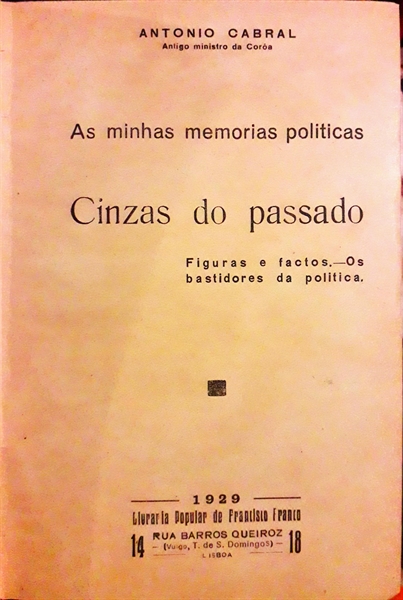 ANTONIO CABRAL
Antigo ministro da Corôa
As minhas memorias politicas
Cinzas do passado
Figuras e factos.—Os
bastidores da politica.
1929
Livraria Popular de Francisco Franco
14 RUA BARROS QUEIROZ 18
(Vulgo, T. de S. Domingos)
LISBOA